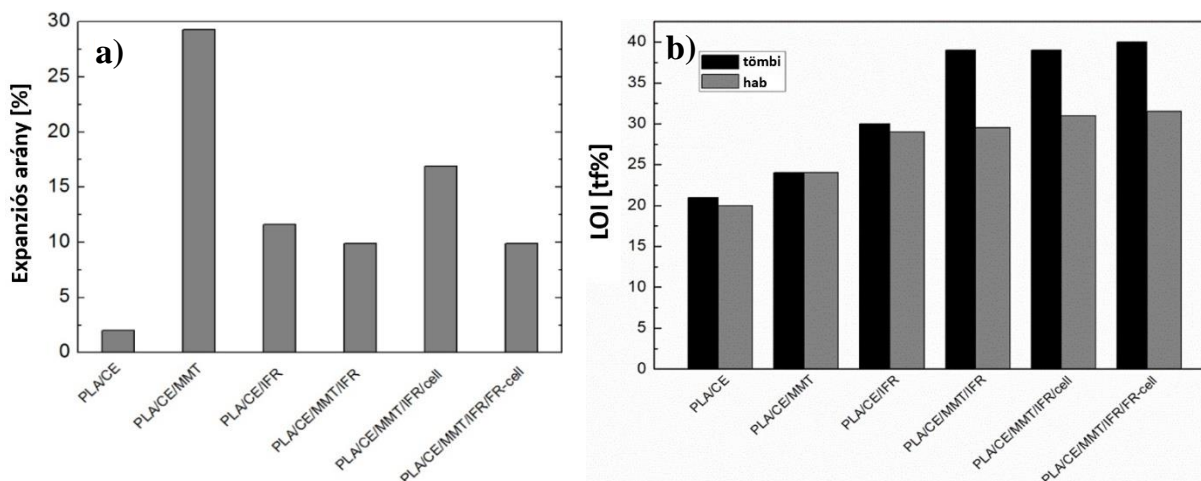 a)
Expanziós arány [%]
30
25
20
15
10
5
0
PLA/CE
PLA/CE/MMT
PLA/CE/IFR
PLA/CE/MMT/IFR
PLA/CE/MMT/IFR/cell
PLA/CE/MMT/IFR/FR-cell
b)
tömbi
hab
LOI [tf%]
40
35
30
25
20
15
10
5
0
PLA/CE
PLA/CE/MMT
PLA/CE/IFR
PLA/CE/MMT/IFR
PLA/CE/MMT/IFR/cell
PLA/CE/MMT/IFR/FR-cell